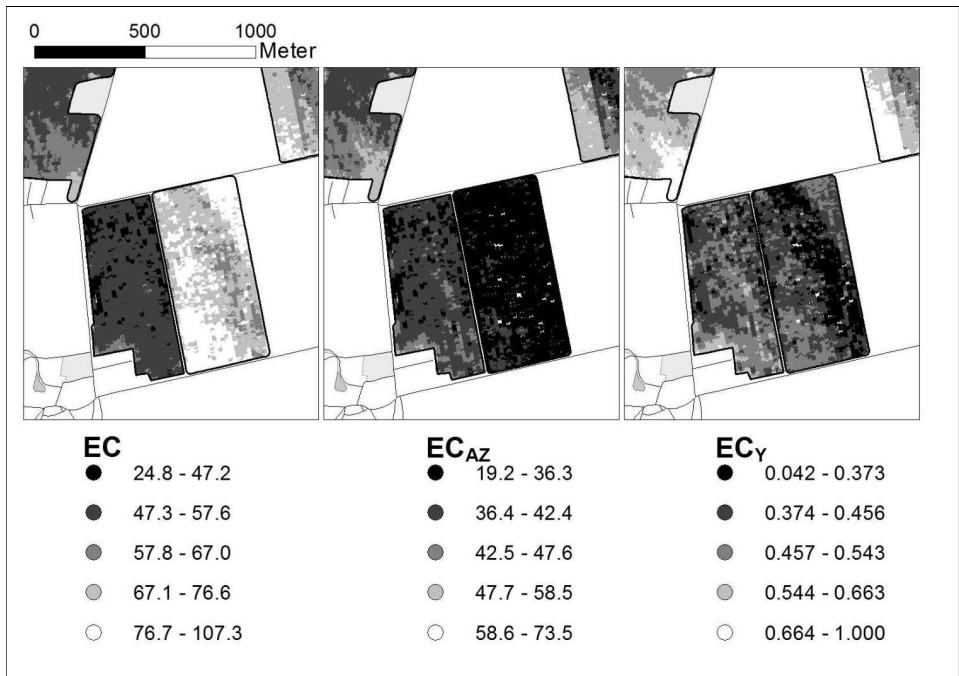 0 500 1000
Meter
EC
24.8 - 47.2
47.3 - 57.6
57.8 - 67.0
67.1 - 76.6
76.7 - 107.3
EC_AZ
19.2 - 36.3
36.4 - 42.4
42.5 - 47.6
47.7 - 58.5
58.6 - 73.5
EC_Y
0.042 - 0.373
0.374 - 0.456
0.457 - 0.543
0.544 - 0.663
0.664 - 1.000